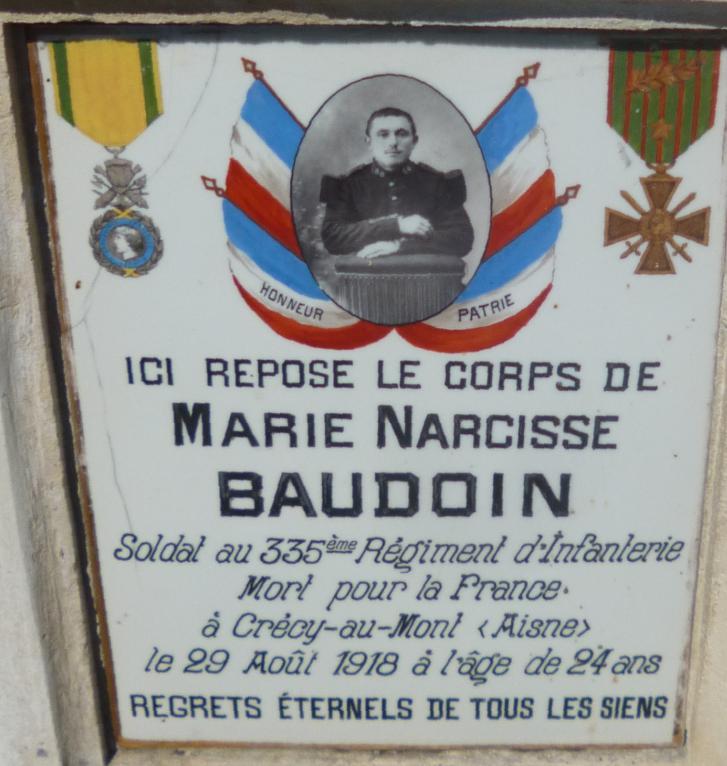 HONNEUR PATRIE
ICI REPOSE LE CORPS DE
MARIE NARCISSE
BAUDOIN
Soldat au 335ème Régiment d'Infanterie
Mort pour la France.
à Crécy-au-Mont <Aisne>
le 29 Août 1918 à l'âge de 24 ans
REGRETS ÉTERNELS DE TOUS LES SIENS